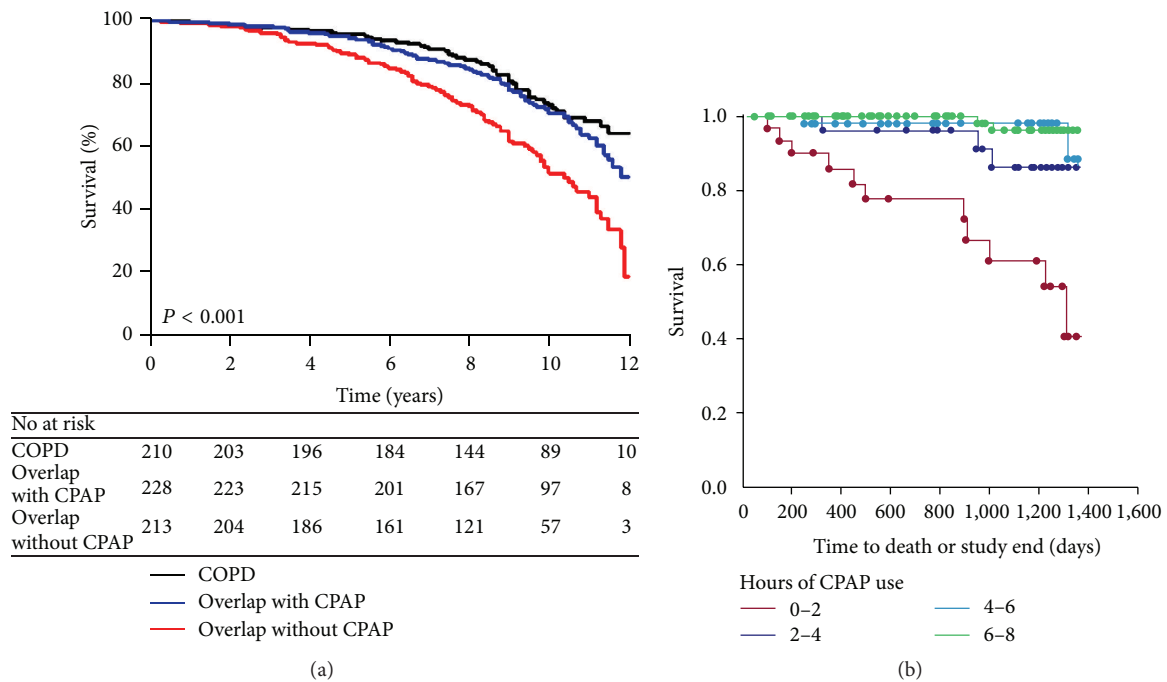 100
80
60
40
20
0
Survival (%)
P < 0.001
0 2 4 6 8 10 12
Time (years)
No at risk
COPD 210 203 196 184 144 89 10
Overlap
with CPAP 228 223 215 201 167 97 8
Overlap
without CPAP 213 204 186 161 121 57 3
COPD
Overlap with CPAP
Overlap without CPAP
(a)
1.0
0.8
0.6
0.4
0.2
0.0
Survival
0 200 400 600 800 1,000 1,200 1,400 1,600
Time to death or study end (days)
Hours of CPAP use
0–2 4–6
2–4 6–8
(b)